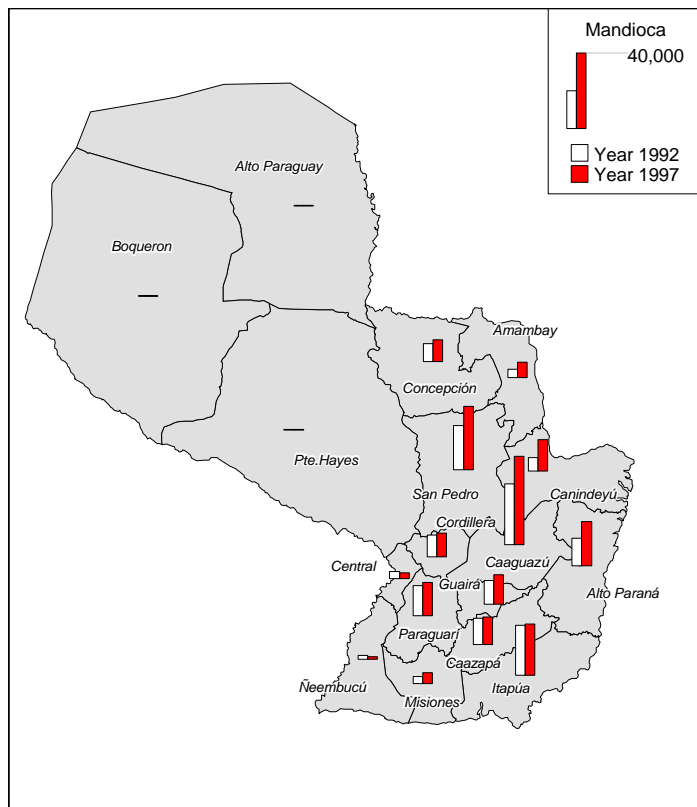 Mandioca
40,000
Year 1992
Year 1997
Alto Paraguay
Boqueron
Amambay
Concepción
Pte.Hayes
San Pedro
Canindeyú
Cordillera
Central
Caaguazú
Guairá
Alto Paraná
Paraguarí
Caazapá
Ñeembucú
Itapúa
Misiones